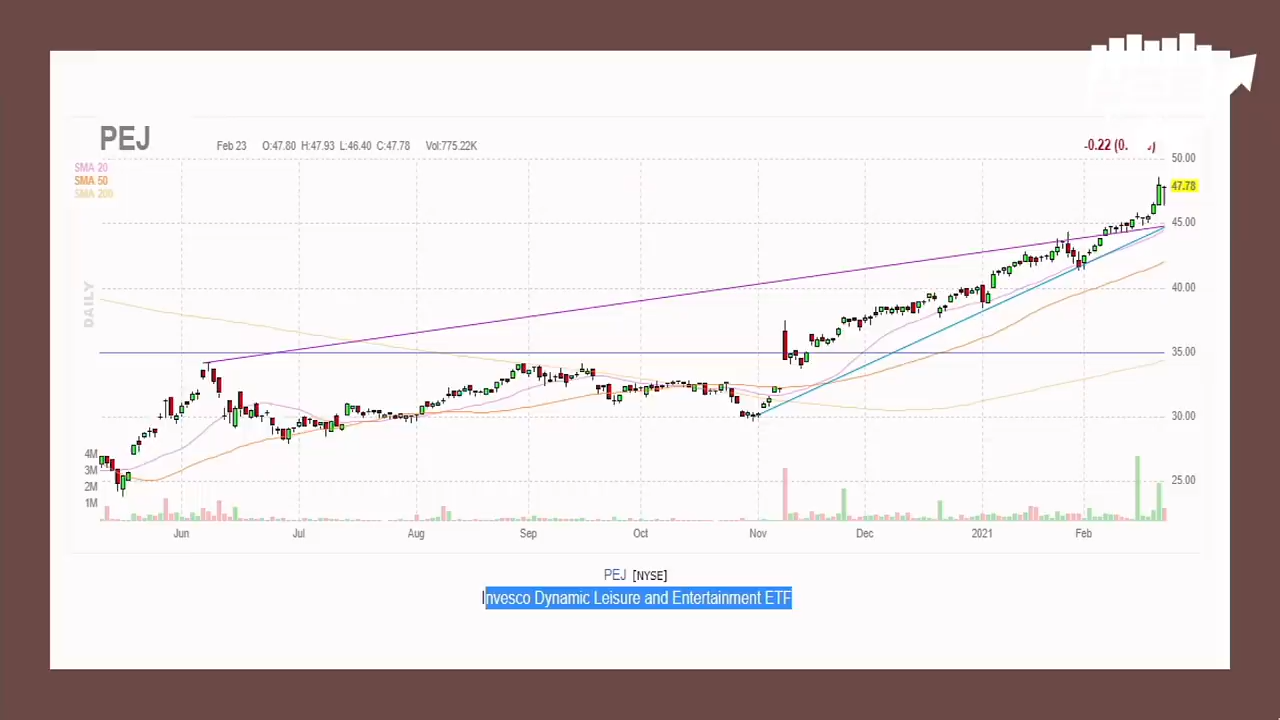 PEJ
Feb 23 O:47.80 H:47.93 L:46.40 C:47.78 Vol:775.22K
-0.22 (0.
SMA 20
SMA 50
SMA 200
50.00
47.78
45.00
40.00
35.00
30.00
25.00
DAILY
4M
3M
2M
1M
Jun Jul Aug Sep Oct Nov Dec 2021 Feb
PEJ [NYSE]
Invesco Dynamic Leisure and Entertainment ETF